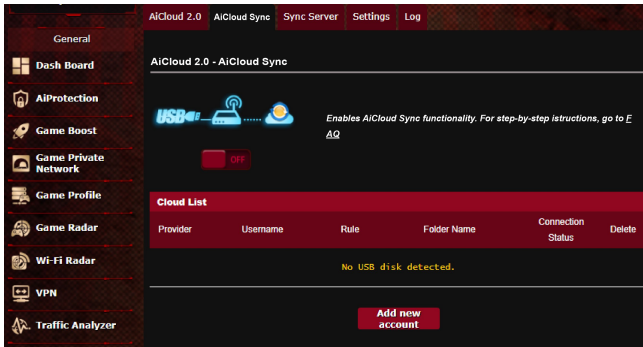 AiCloud 2.0 AiCloud Sync Sync Server Settings Log
General
Dash Board
AiProtection
Game Boost
Game Private
Network
Game Profile
Game Radar
Wi-Fi Radar
VPN
Traffic Analyzer
AiCloud 2.0 - AiCloud Sync
USB
Enables AiCloud Sync functionality. For step-by-step istructions, go to F
AQ
OFF
Cloud List
Provider Username Rule Folder Name Connection
Status Delete
No USB disk detected.
Add new
account